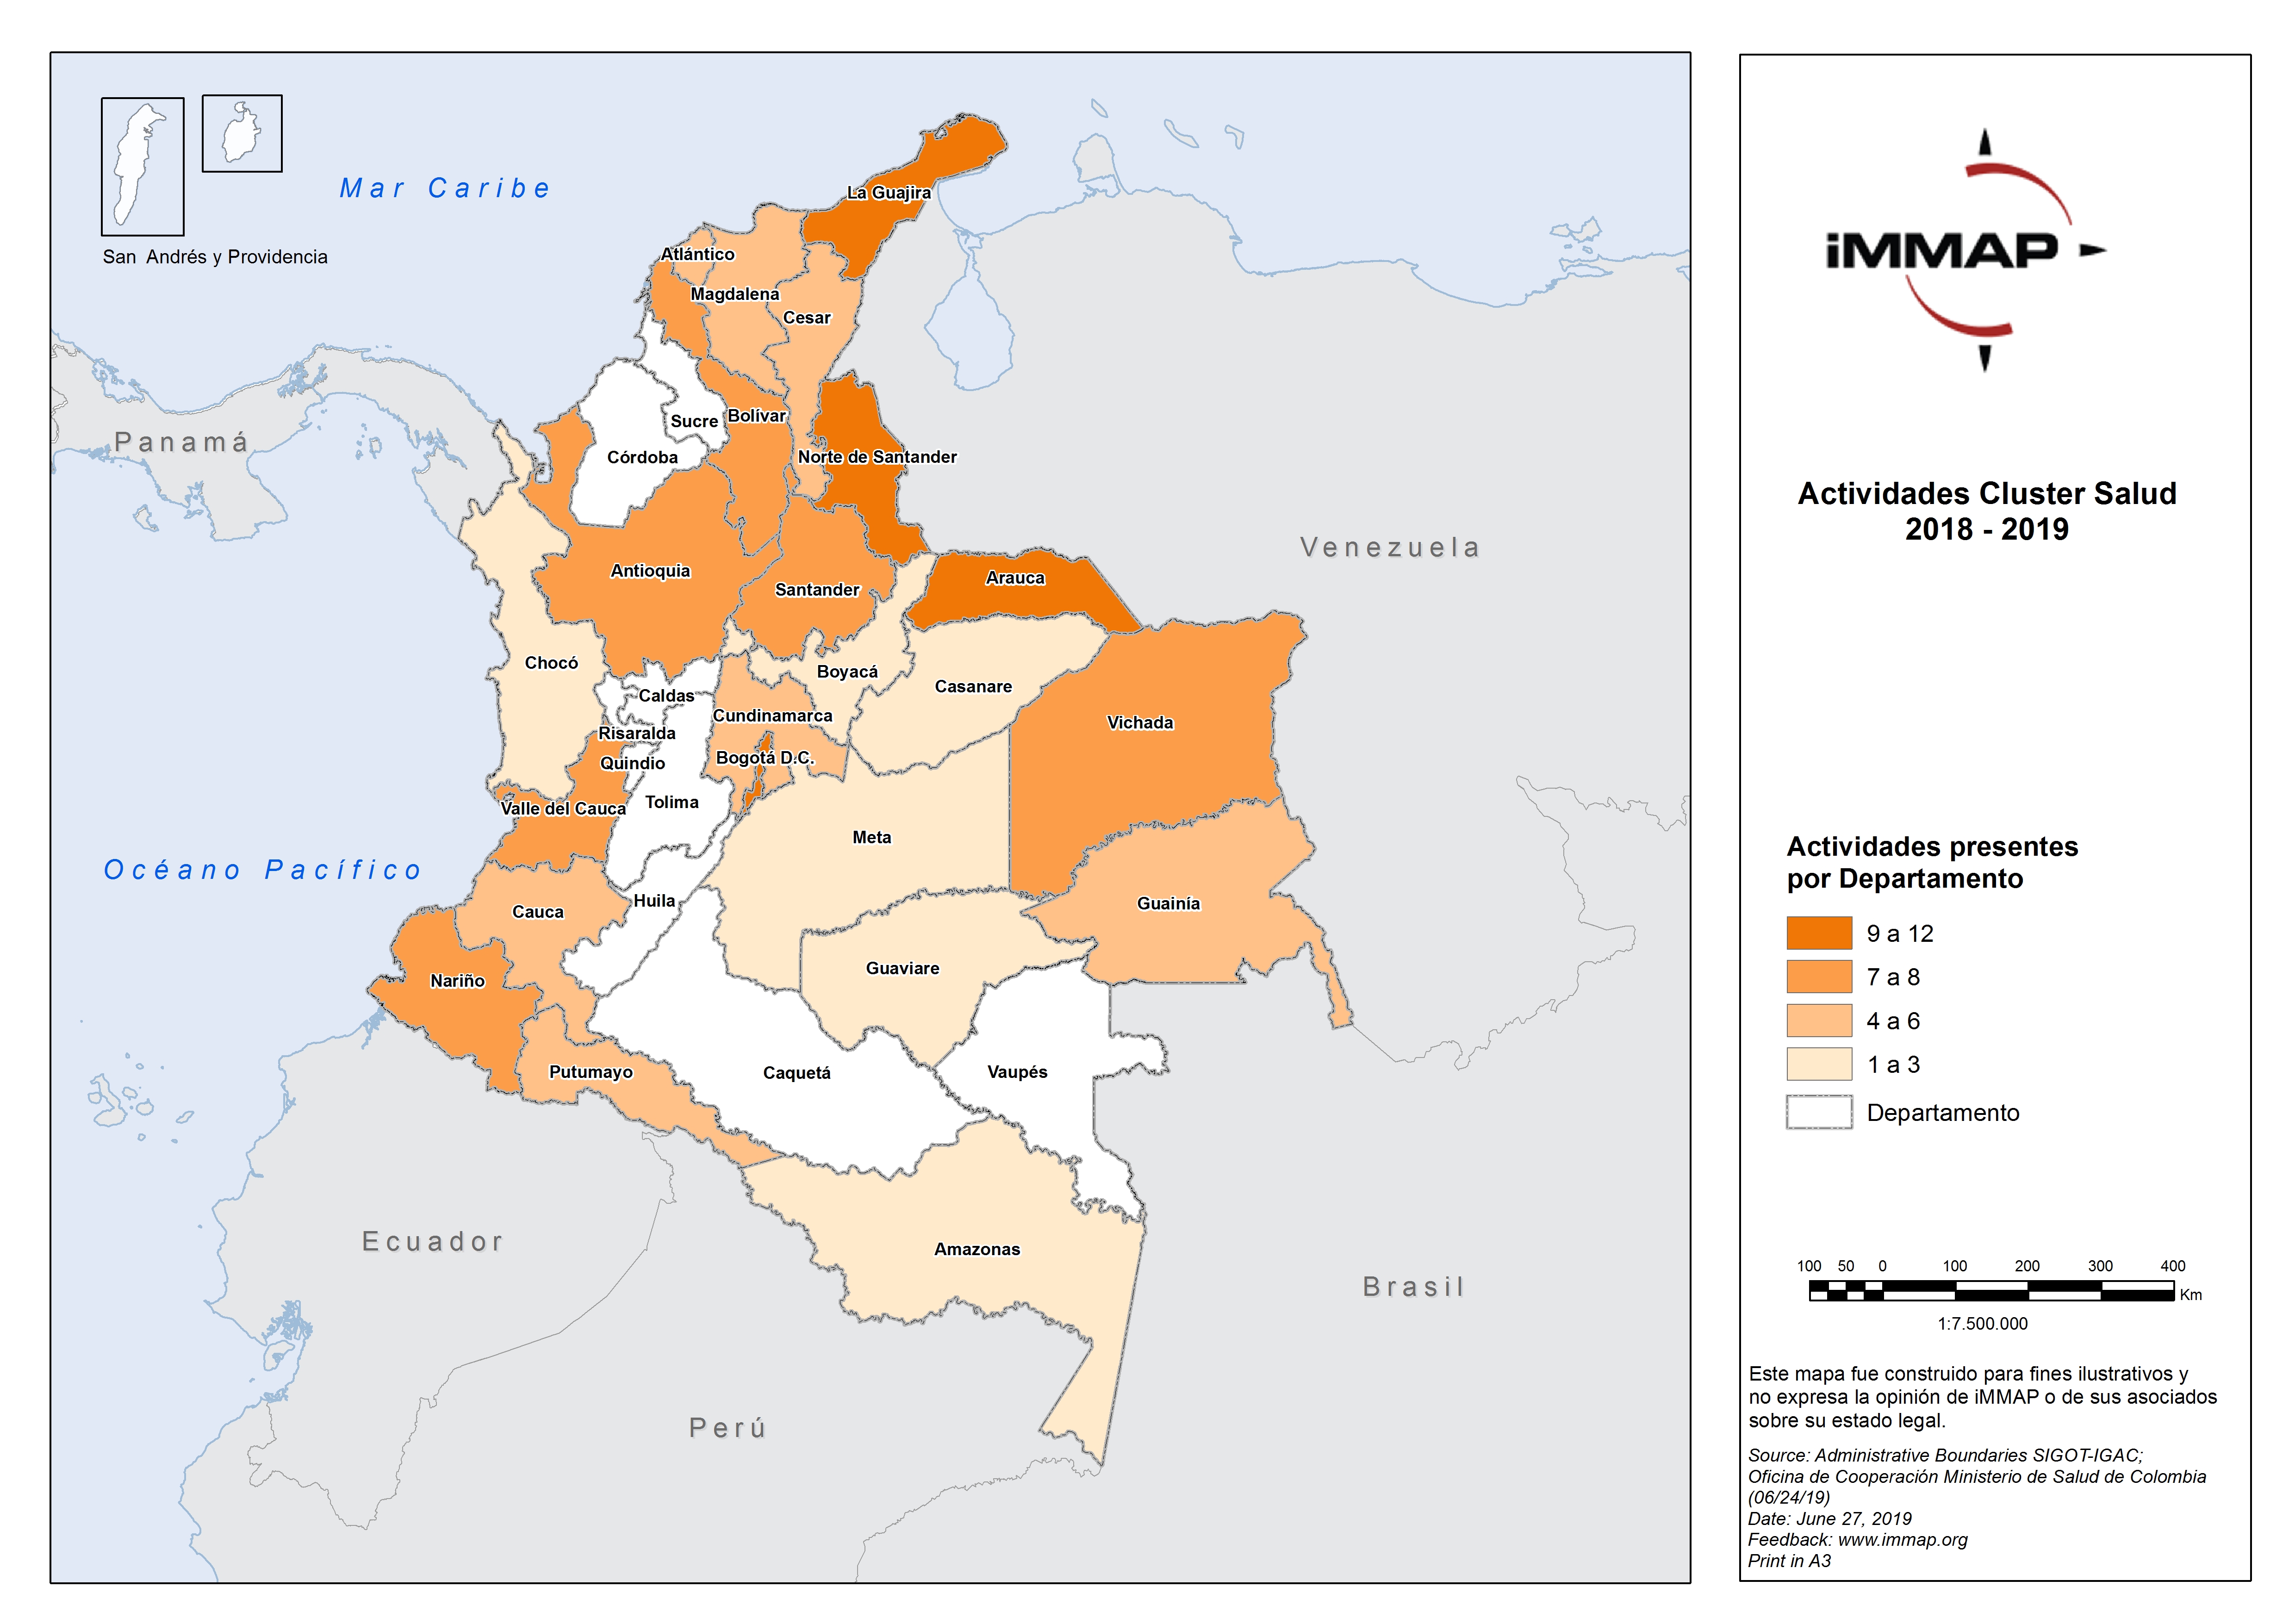 San Andrés y Providencia
Mar Caribe
La Guajira
Atlántico
Magdalena
Cesar
Panamá
Sucre
Bolívar
Córdoba
Norte de Santander
Venezuela
Antioquia
Santander
Arauca
Chocó
Boyacá
Casanare
Caldas
Cundinamarca
Vichada
Risaralda
Quindio
Bogotá D.C.
Valle del Cauca
Tolima
Meta
Océano Pacífico
Huila
Cauca
Guainía
Nariño
Guaviare
Putumayo
Caquetá
Vaupés
Ecuador
Amazonas
Brasil
Perú
iMMAP
Actividades Cluster Salud
2018 - 2019
Actividades presentes
por Departamento
9 a 12
7 a 8
4 a 6
1 a 3
Departamento
100 50 0 100 200 300 400
Km
1:7.500.000
Este mapa fue construido para fines ilustrativos y
no expresa la opinión de iMMAP o de sus asociados
sobre su estado legal.
Source: Administrative Boundaries SIGOT-IGAC;
Oficina de Cooperación Ministerio de Salud de Colombia
(06/24/19)
Date: June 27, 2019
Feedback: www.immap.org
Print in A3